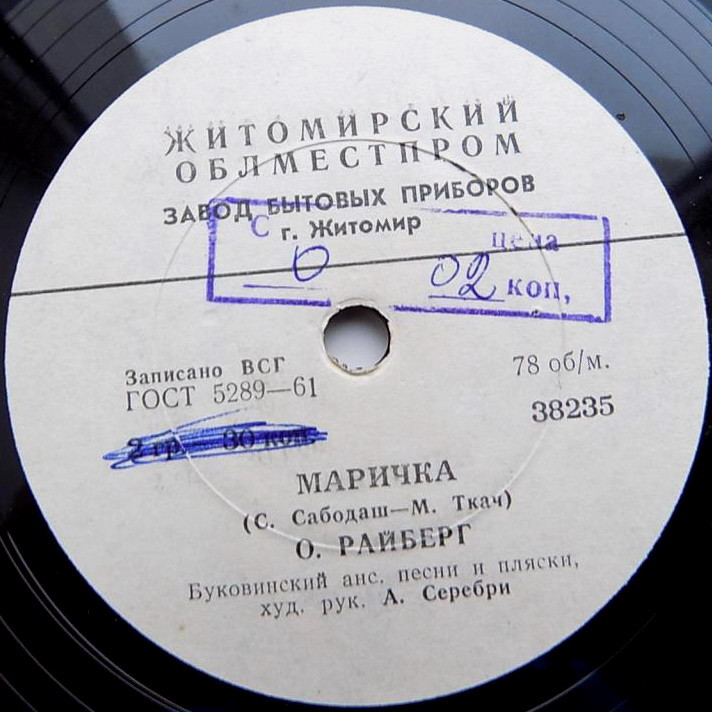 ЖИТОМИРСКИЙ
ОБЛМЕСТПРОМ
ЗАВОД БЫТОВЫХ ПРИБОРОВ
г. Житомир
С цена
0 02 коп,
Записано ВСГ
ГОСТ 5289—61
78 об/м.
38235
2 гр. 30 коп.
МАРИЧКА
(С. Сабодаш—М. Ткач)
О. РАЙБЕРГ
Буковинский анс. песни и пляски,
худ. рук. А. Серебри